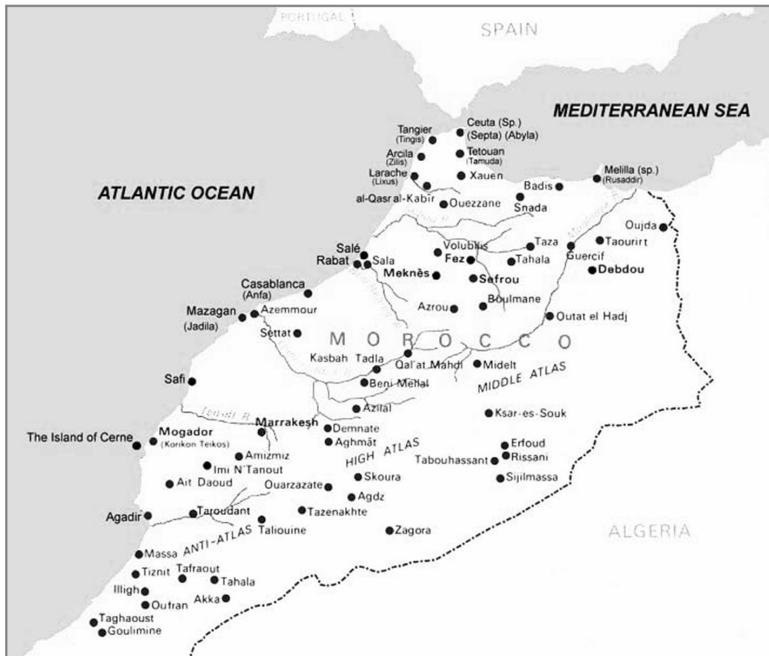 PORTUGAL
SPAIN
MEDITERRANEAN SEA
ATLANTIC OCEAN
Ceuta (Sp.)
(Septa) (Abyla)
Tangier
(Tingis)
Arcila
(Zilis)
Tetouan
(Tamuda)
Larache
(Lixus)
Xauen
Melilla (sp.)
(Rusaddir)
Badis
al-Qasr al-Kabir
Ouezzane
Snada
Oujda
Salé
Rabat
Sala
Volubilis
Taza
Taourirt
Fez
Tahala
Guercif
Meknès
Sefrou
Debdou
Casablanca
(Anfa)
Mazagan
(Jadila)
Azemmour
Azrou
Boulmane
Outat el Hadj
Settat
MOROCCO
Kasbah
Tadla
Qal'at Mahdi
Midelt
MIDDLE ATLAS
Beni Mellal
Safi
Azilal
Ksar-es-Souk
Marrakesh
Demnate
Mogador
(Korikon Teikos)
The Island of Cerne
Aghmāt
Erfoud
HIGH ATLAS
Amizmiz
Rissani
Tabouhassant
Imi N'Tanout
Skoura
Sijilmassa
Ait Daoud
Ouarzazate
Agdz
Agadir
Taroudant
Tazenakhte
Taliouine
Zagora
ALGERIA
ANTI-ATLAS
Massa
Tiznit
Tafraout
Tahala
Illigh
Oufran
Akka
Taghaoust
Goulimine